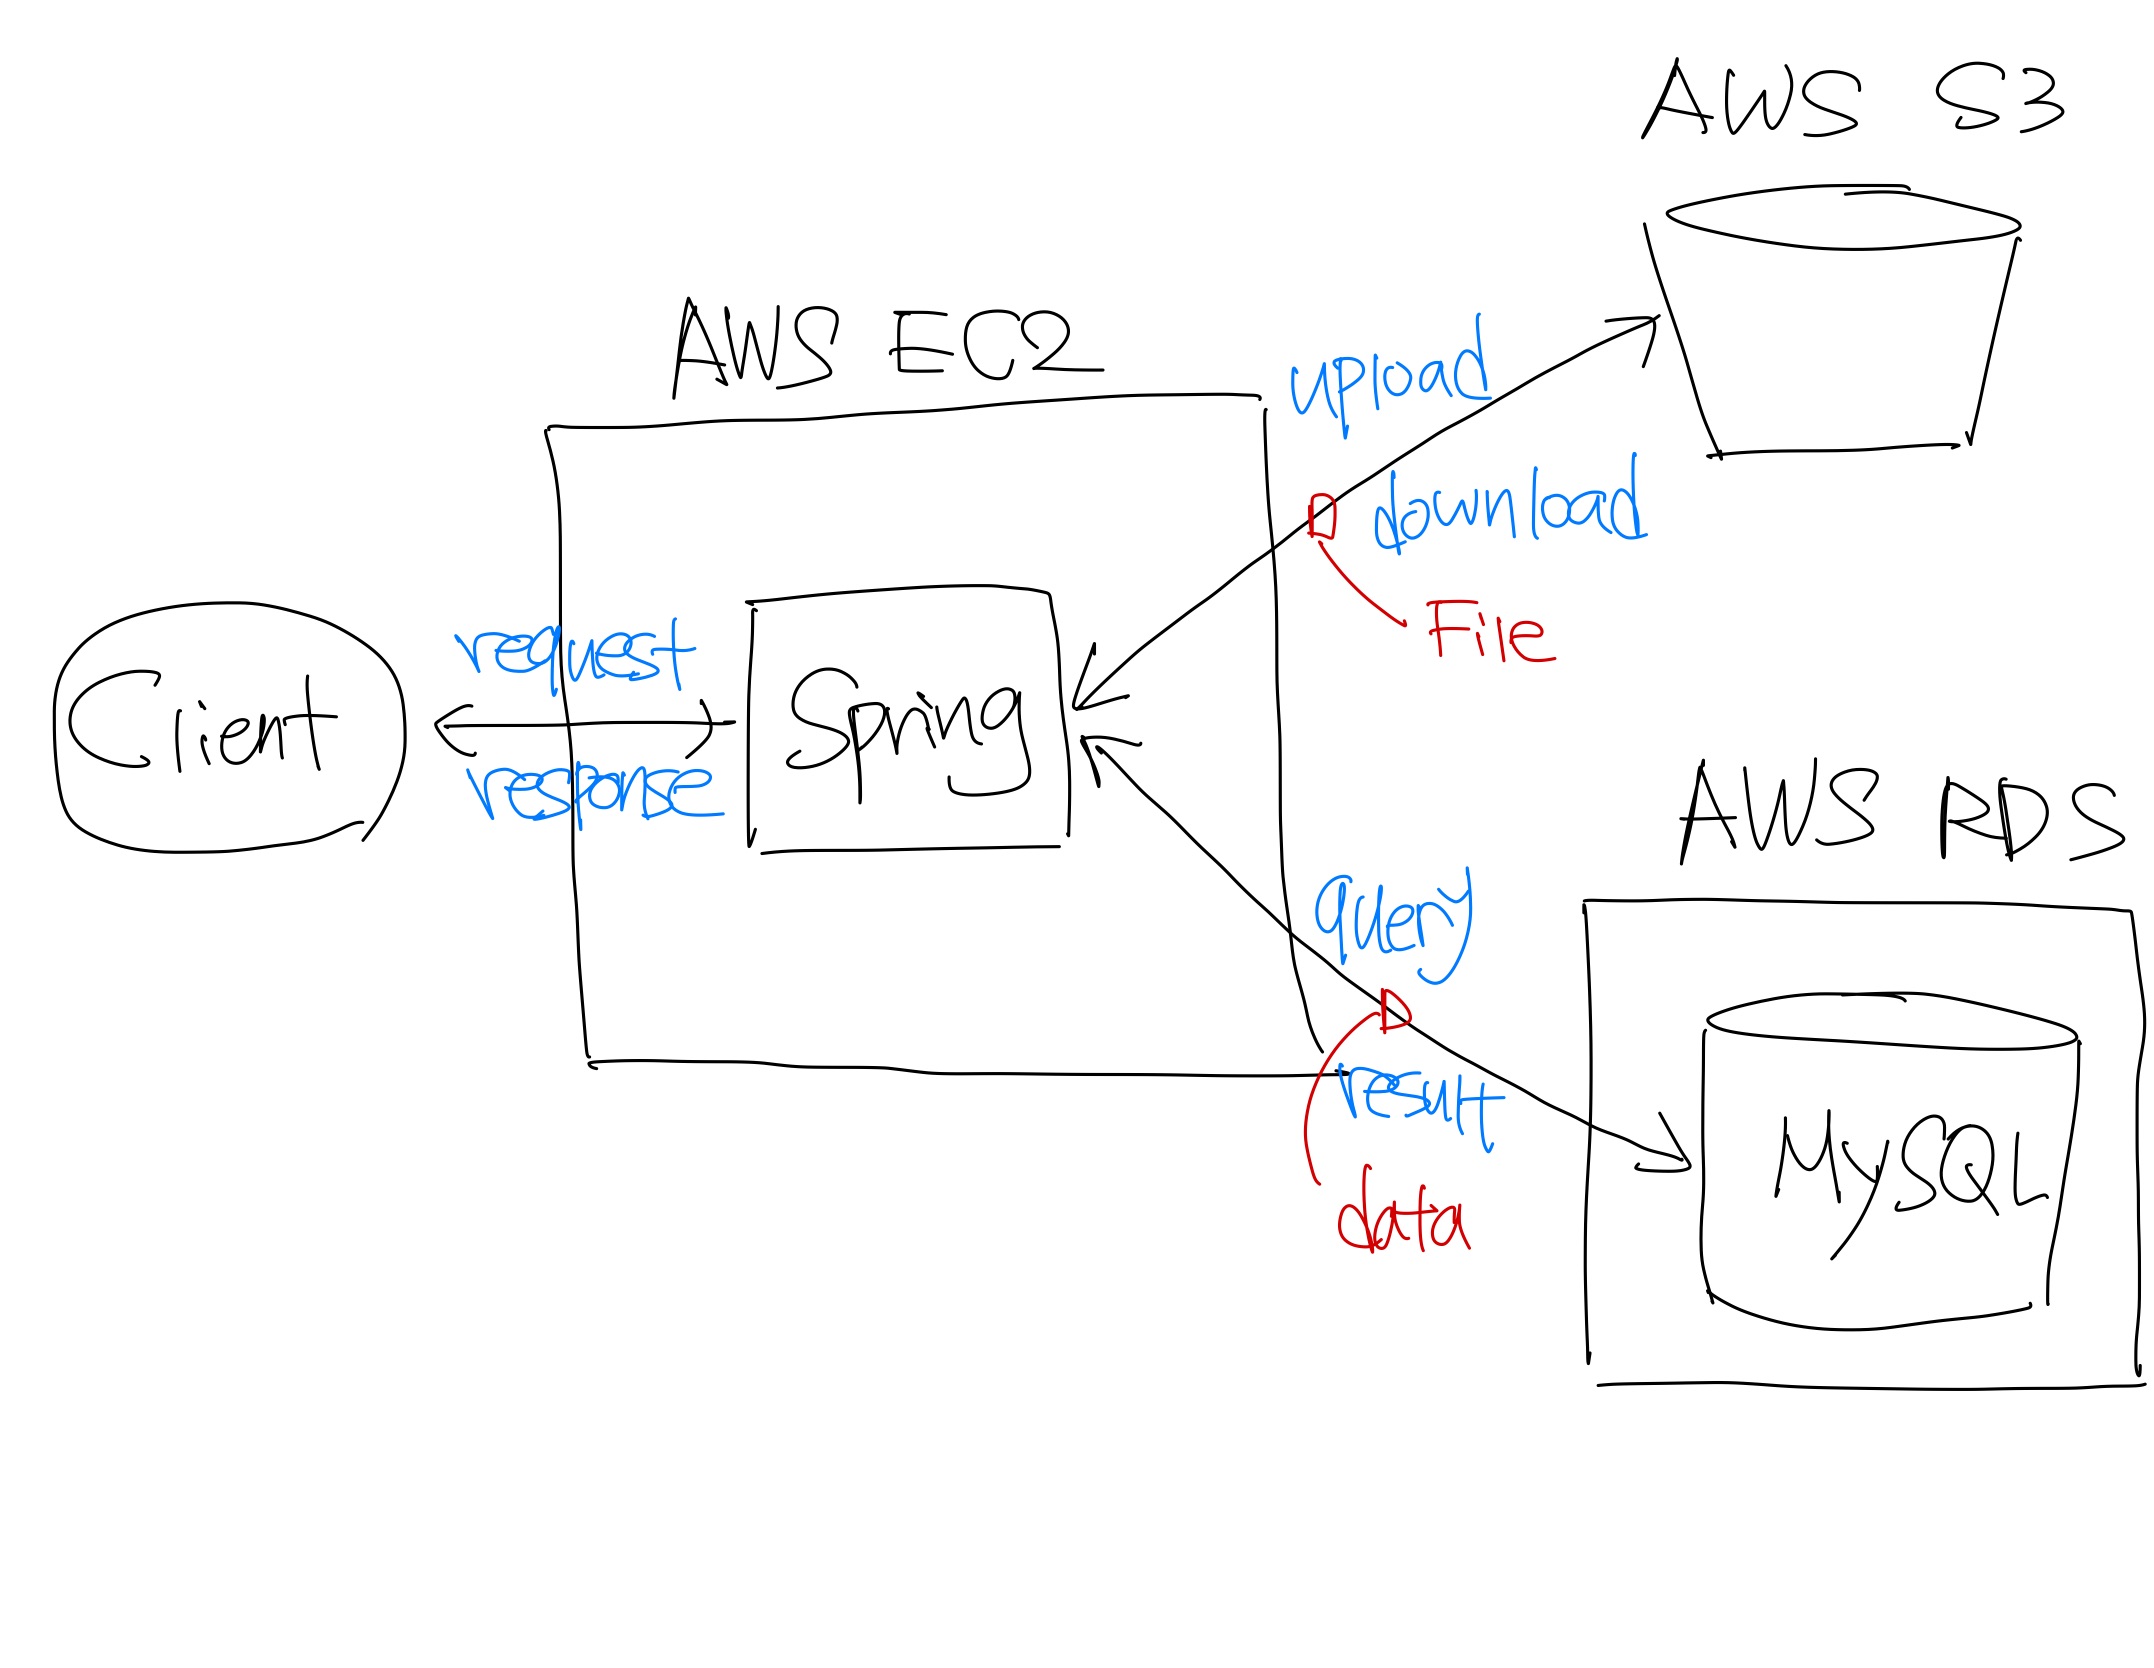 AWS S3
AWS EC2
upload
download
File
Client
request
response
Spring
AWS RDS
query
result
data
MySQL